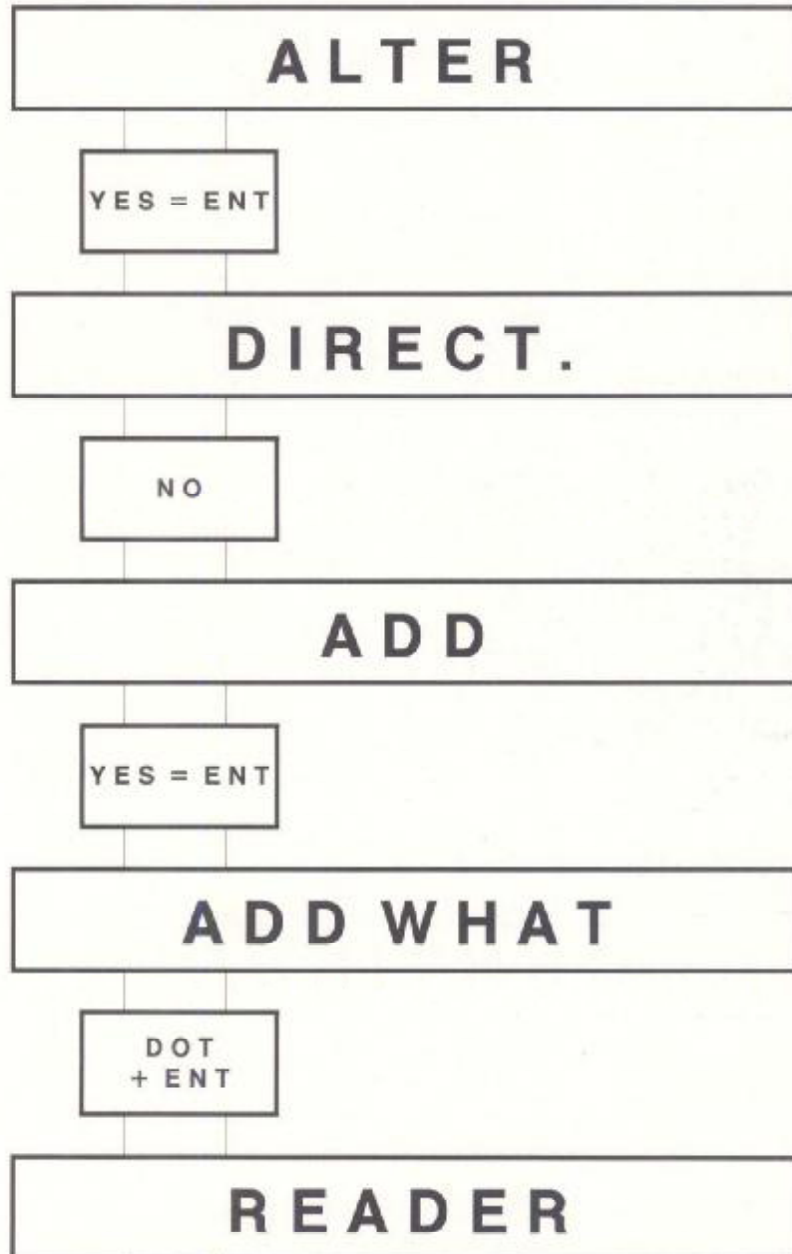 ALTER
YES = ENT
DIRECT.
NO
ADD
YES = ENT
ADD WHAT
DOT
+ ENT
READER